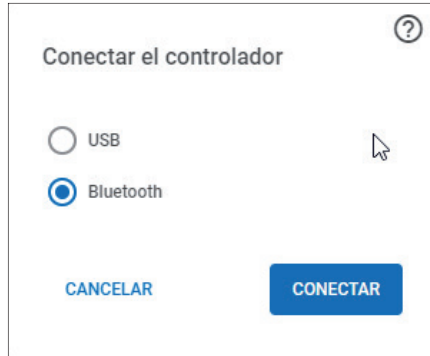 ?
Conectar el controlador
USB
Bluetooth
CANCELAR
CONECTAR